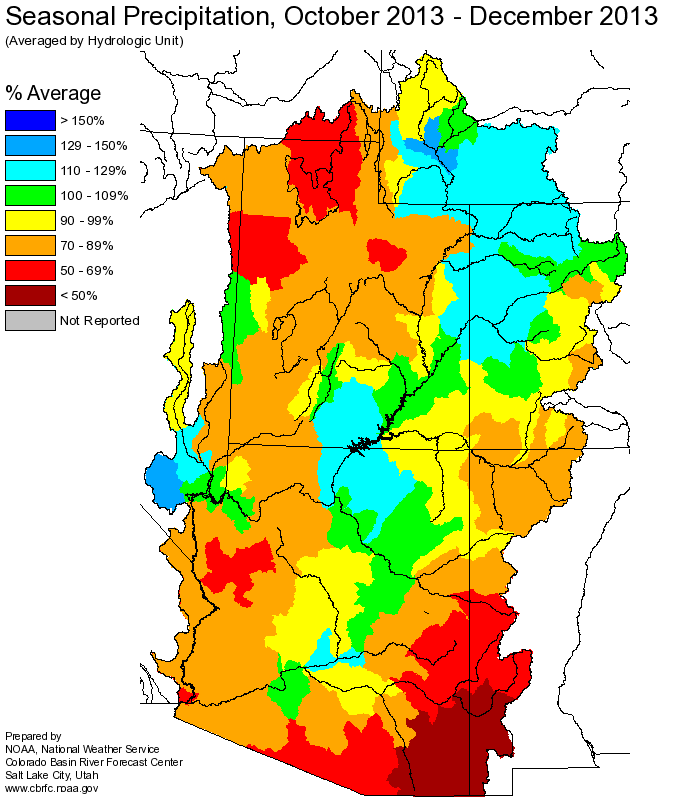 Seasonal Precipitation, October 2013 - December 2013
(Averaged by Hydrologic Unit)
% Average
> 150%
129 - 150%
110 - 129%
100 - 109%
90 - 99%
70 - 89%
50 - 69%
< 50%
Not Reported
Prepared by
NOAA, National Weather Service
Colorado Basin River Forecast Center
Salt Lake City, Utah
www.cbrfc.noaa.gov